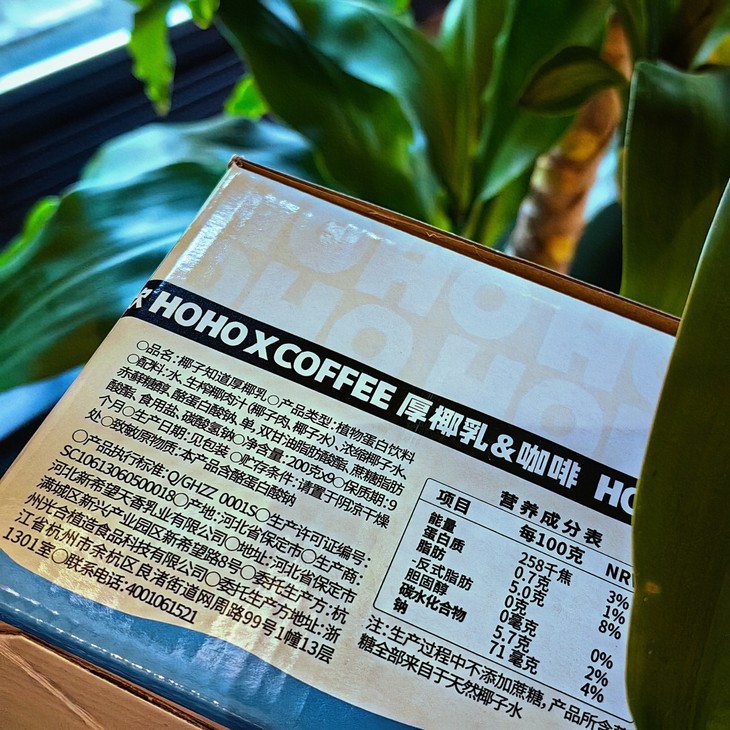 HOHO X COFFEE 厚椰乳&咖啡 HO
○品名:椰子知道厚椰乳○产品类型:植物蛋白饮料
○配料:水、生榨椰肉汁(椰子肉、椰子水)、浓缩椰子水、
赤藓糖醇、酪蛋白酸钠、单,双甘油脂肪酸酯、蔗糖脂肪
酸酯、食用盐、碳酸氢钠○净含量:200克x9○保质期:9
个月○生产日期:见包装○贮存条件:请置于阴凉干燥
处○致敏原物质:本产品含酪蛋白酸钠
○产品执行标准:Q/GHZZ 0001S○生产许可证编号:
SC10613060500018○产地:河北省保定市○生产商:
河北新希望天香乳业有限公司○地址:河北省保定市
满城区新兴产业园区新希望路8号○委托生产方:杭
州光合植造食品科技有限公司○委托生产方地址:浙
江省杭州市余杭区良渚街道网周路99号1幢13层
1301室○联系电话:4001061521
营养成分表
项目 每100克 NRV
能量 258千焦 3%
蛋白质 0.7克 1%
脂肪 5.0克 8%
-反式脂肪 0克
胆固醇 0毫克 0%
碳水化合物 5.7克 2%
钠 71毫克 4%
注:生产过程中不添加蔗糖,产品所含
糖全部来自于天然椰子水